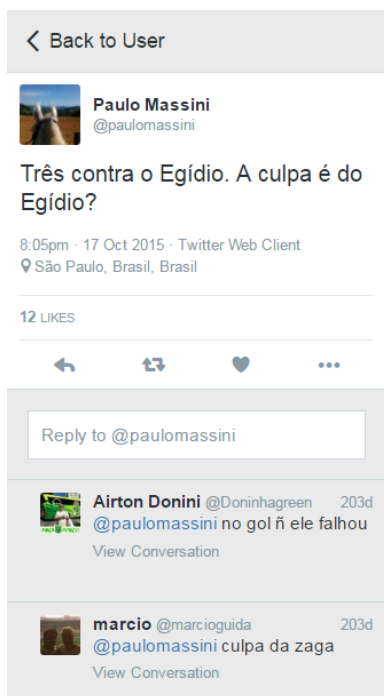 Back to User
Paulo Massini
@paulomassini
Três contra o Egídio. A culpa é do
Egídio?
8:05pm · 17 Oct 2015 · Twitter Web Client
São Paulo, Brasil, Brasil
12 LIKES
Reply to @paulomassini
Airton Donini @Doninhagreen 203d
@paulomassini no gol ñ ele falhou
View Conversation
marcio @marcioguida 203d
@paulomassini culpa da zaga
View Conversation